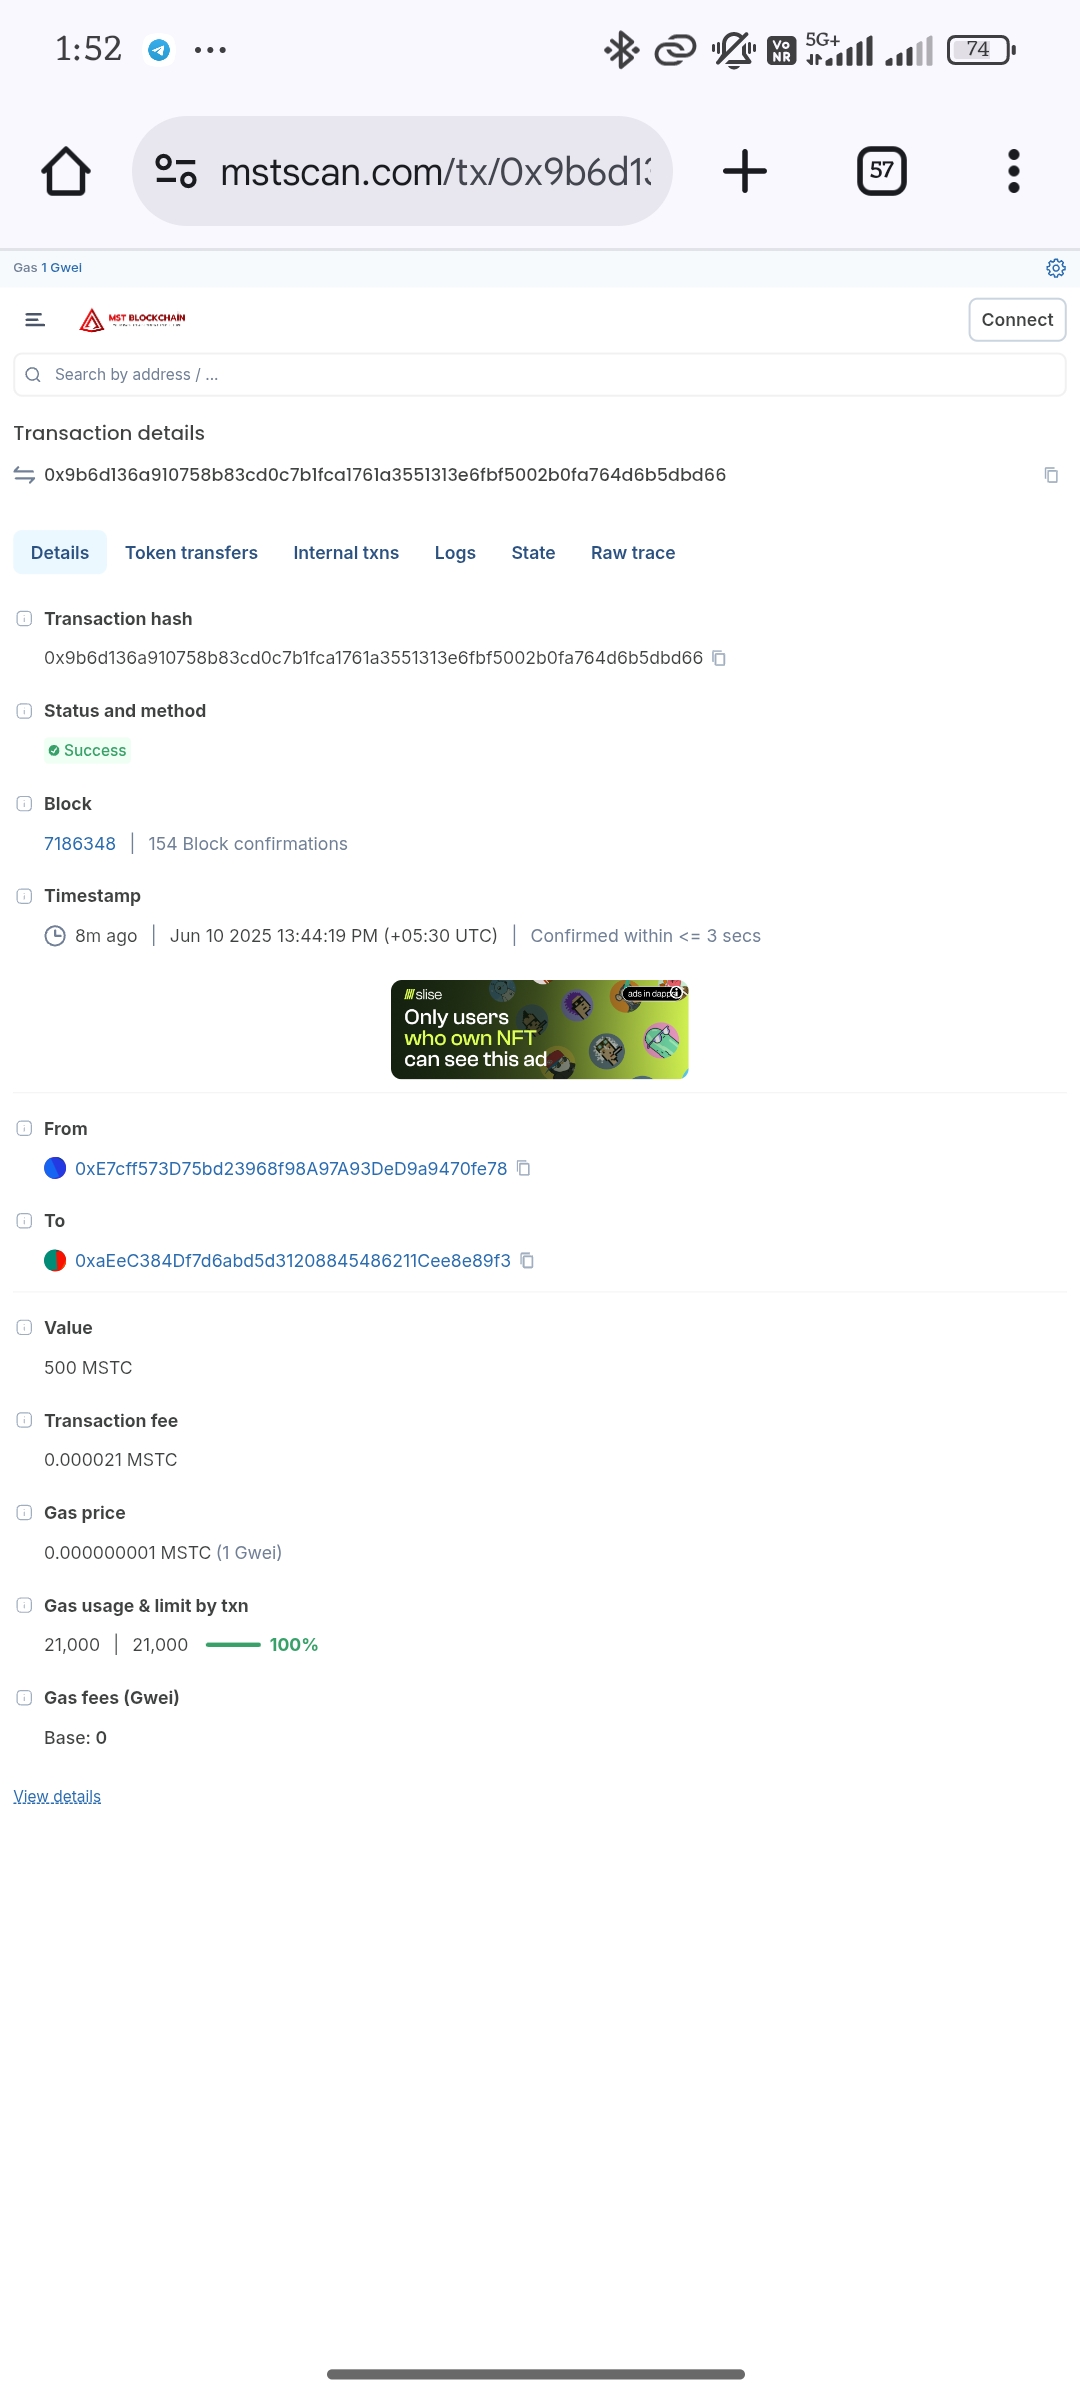 1:52
Vo
NR
5G+
74
mstscan.com/tx/0x9b6d13
57
Gas 1 Gwei
MST BLOCKCHAIN
Connect
Search by address / ...
Transaction details
0x9b6d136a910758b83cd0c7b1fca1761a3551313e6fbf5002b0fa764d6b5dbd66
Details Token transfers Internal txns Logs State Raw trace
Transaction hash
0x9b6d136a910758b83cd0c7b1fca1761a3551313e6fbf5002b0fa764d6b5dbd66
Status and method
Success
Block
7186348 | 154 Block confirmations
Timestamp
8m ago | Jun 10 2025 13:44:19 PM (+05:30 UTC) | Confirmed within <= 3 secs
slise
ads in dapps
Only users
who own NFT
can see this ad
From
0xE7cff573D75bd23968f98A97A93DeD9a9470fe78
To
0xaEeC384Df7d6abd5d31208845486211Cee8e89f3
Value
500 MSTC
Transaction fee
0.000021 MSTC
Gas price
0.000000001 MSTC (1 Gwei)
Gas usage & limit by txn
21,000 | 21,000 100%
Gas fees (Gwei)
Base: 0
View details